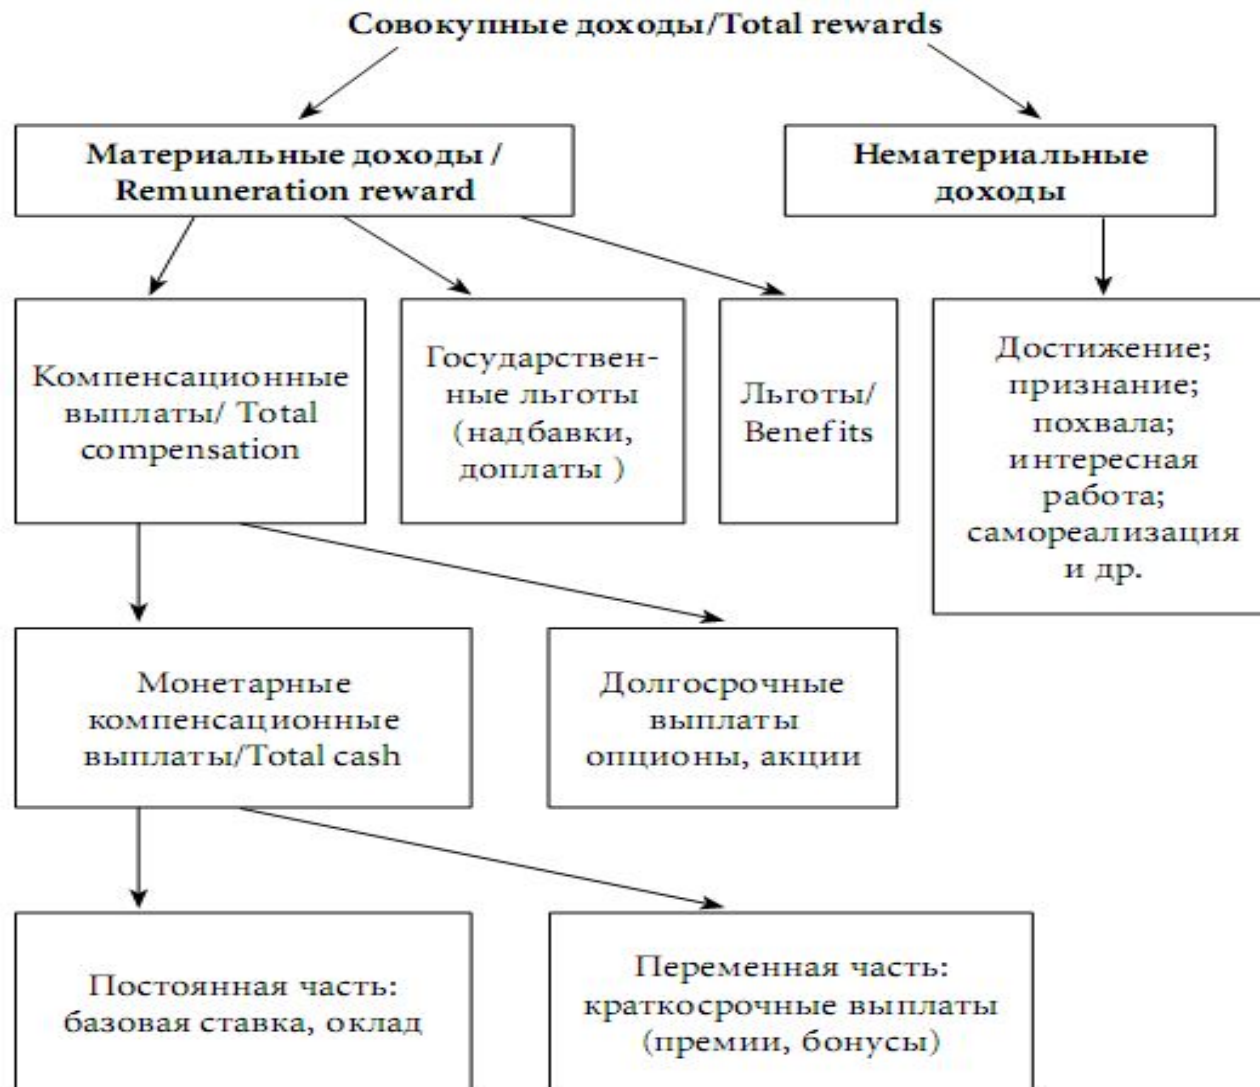 Совокупные доходы/Total rewards
Материальные доходы /
Remuneration reward
Нематериальные
доходы
Компенсационные
выплаты/ Total
compensation
Государствен-
ные льготы
(надбавки,
доплаты )
Льготы/
Benefits
Достижение;
признание;
похвала;
интересная
работа;
самореализация
и др.
Монетарные
компенсационные
выплаты/Total cash
Долгосрочные
выплаты
опционы, акции
Постоянная часть:
базовая ставка, оклад
Переменная часть:
краткосрочные выплаты
(премии, бонусы)